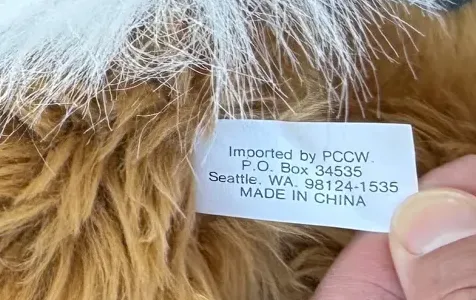 Imported by PCCW.
P.O. Box 34535
Seattle. WA. 98124-1535
MADE IN CHINA